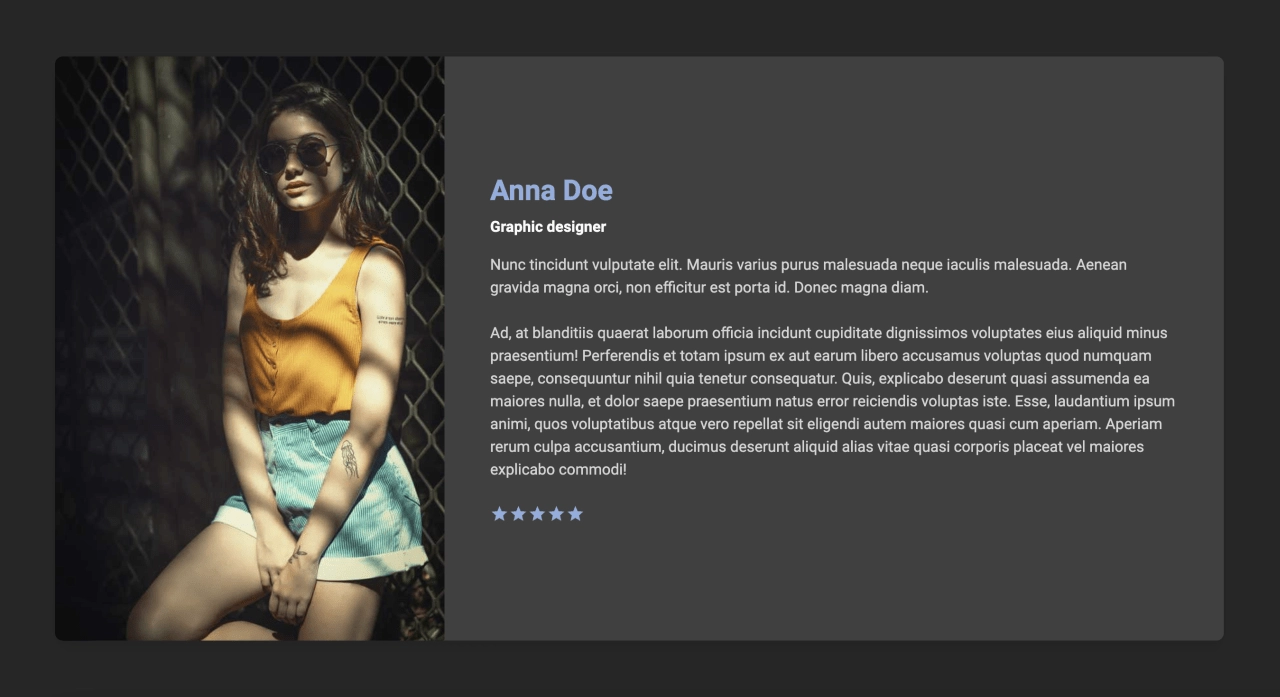 Anna Doe
Graphic designer
Nunc tincidunt vulputate elit. Mauris varius purus malesuada neque iaculis malesuada. Aenean
gravida magna orci, non efficitur est porta id. Donec magna diam.
Ad, at blanditiis quaerat laborum officia incidunt cupiditate dignissimos voluptates eius aliquid minus
praesentium! Perferendis et totam ipsum ex aut earum libero accusamus voluptas quod numquam
saepe, consequuntur nihil quia tenetur consequatur. Quis, explicabo deserunt quasi assumenda ea
maiores nulla, et dolor saepe praesentium natus error reiciendis voluptas iste. Esse, laudantium ipsum
animi, quos voluptatibus atque vero repellat sit eligendi autem maiores quasi cum aperiam. Aperiam
rerum culpa accusantium, ducimus deserunt aliquid alias vitae quasi corporis placeat vel maiores
explicabo commodi!